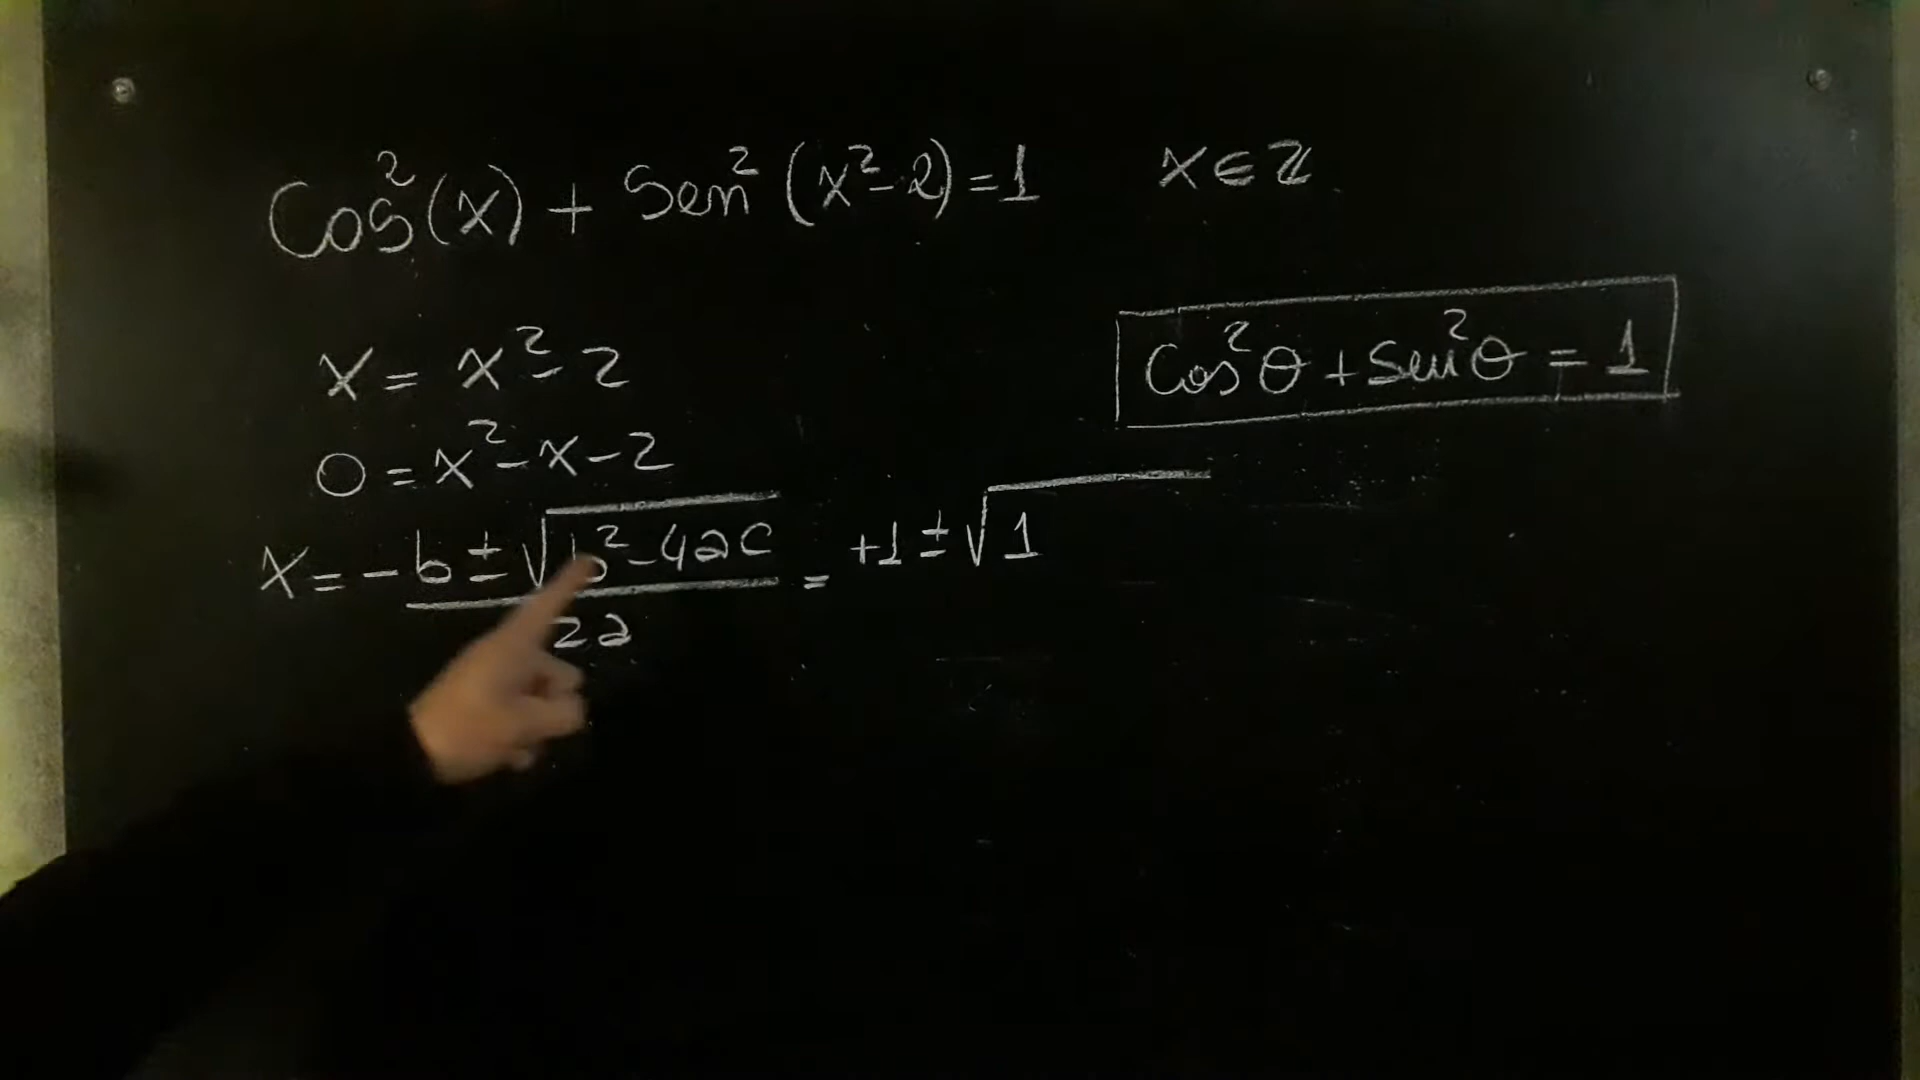 Cos²(x) + Sen²(x²-2) = 1    x ∈ ℤ
x = x²-2
Cos²θ + Sen²θ = 1
0 = x²-x-2
x = -b ± √b²-4ac = +1 ± √1
2a